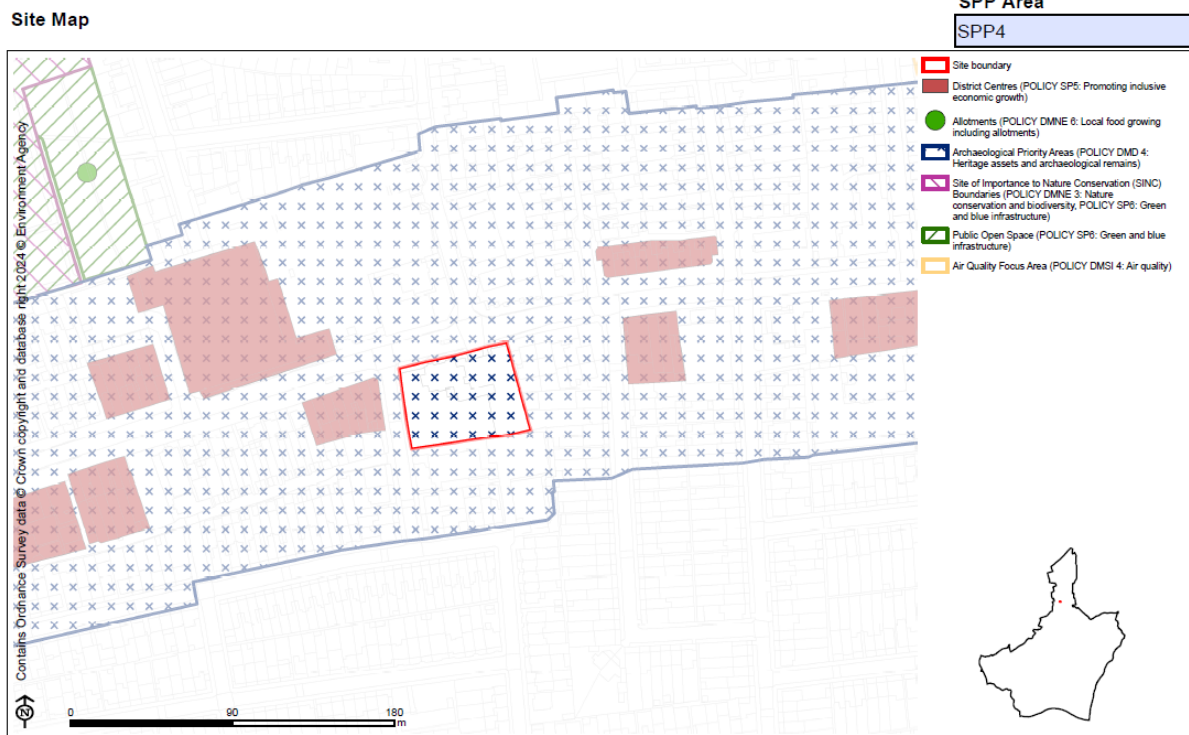 SPP Area
Site Map
SPP4
Site boundary
District Centres (POLICY SP5: Promoting inclusive
economic growth)
Allotments (POLICY DMNE 6: Local food growing
including allotments)
Archaeological Priority Areas (POLICY DMD 4:
Heritage assets and archaeological remains)
Site of Importance to Nature Conservation (SINC)
Boundaries (POLICY DMNE 3: Nature
conservation and biodiversity, POLICY SP6: Green
and blue infrastructure)
Public Open Space (POLICY SP6: Green and blue
infrastructure)
Air Quality Focus Area (POLICY DMSI 4: Air quality)
Contains Ordnance Survey data © Crown copyright and database right 2024 © Environment Agency
N
0 90 180
m